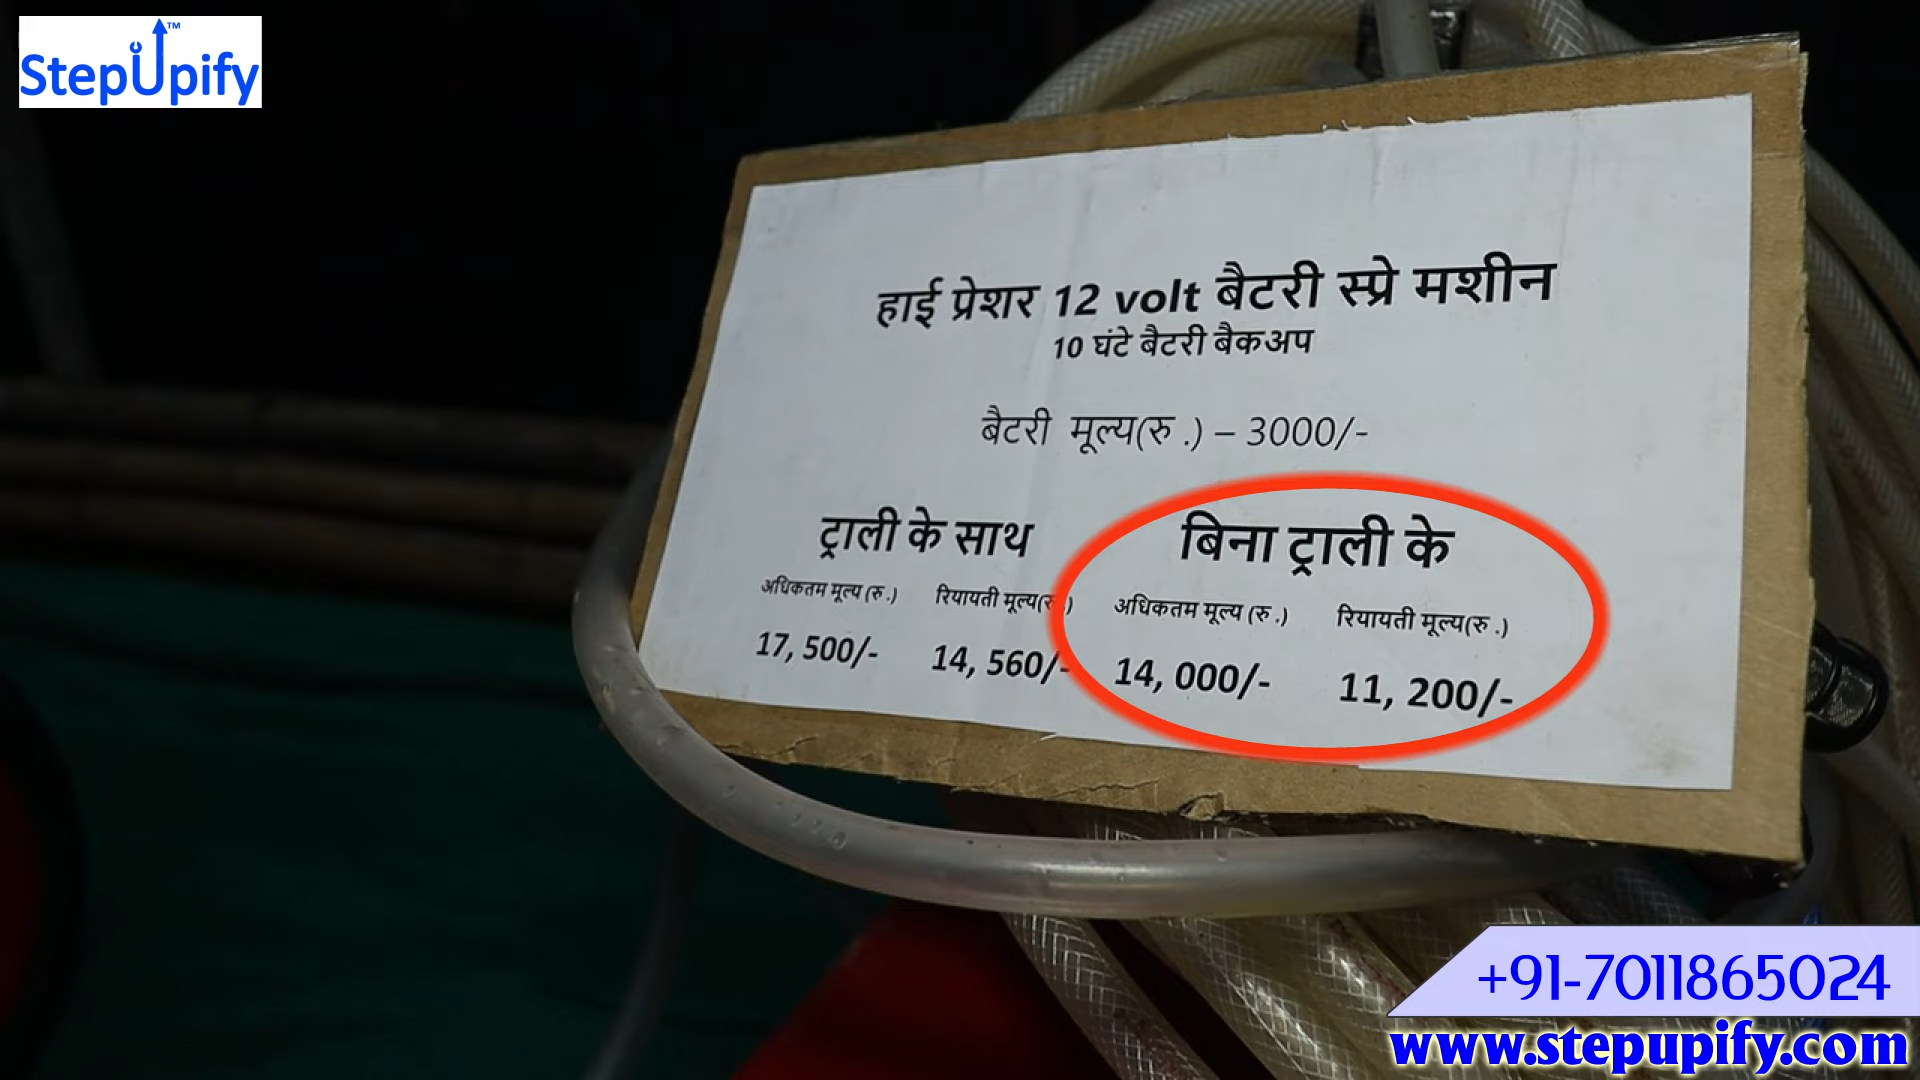 StepUpify™
हाई प्रेशर 12 volt बैटरी स्प्रे मशीन
10 घंटे बैटरी बैकअप
बैटरी मूल्य(रु .) – 3000/-
ट्राली के साथ बिना ट्राली के
अधिकतम मूल्य (रु .) रियायती मूल्य(रु .) अधिकतम मूल्य (रु .) रियायती मूल्य(रु .)
17, 500/- 14, 560/- 14, 000/- 11, 200/-
+91-7011865024
www.stepupify.com